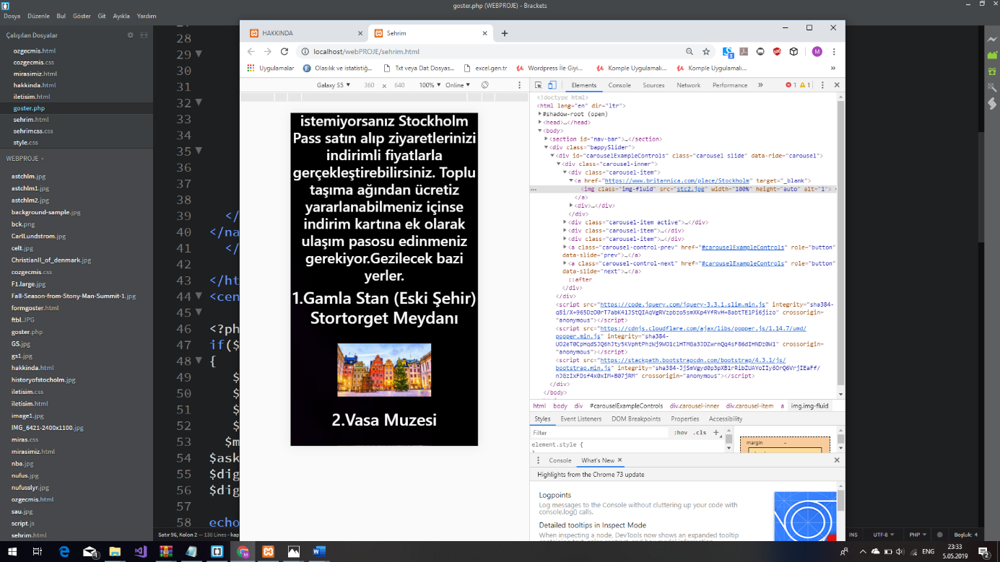 goster.php (WEBPROJE) - Brackets
Dosya Düzenle Bul Göster Git Ayıkla Yardım
Çalışılan Dosyalar
ozgecmis.html
cozgecmis.css
mirasimiz.html
hakkinda.html
iletisim.html
goster.php
sehrim.html
sehrimcss.css
style.css
WEBPROJE
astchlm.jpg
astchlm1.jpg
astchlm2.jpg
background-sample.jpg
bck.png
CarlLundstrom.jpg
celt.jpg
ChristianII_of_denmark.jpg
cozgecmis.css
F1.large.jpg
Fall-Season-from-Stony-Man-Summit-1.jpg
formgoster.html
ftbl.JPG
goster.php
GS.jpg
gs1.jpg
hakkinda.html
historyofstocholm.jpg
iletisim.css
iletisim.html
image1.jpg
IMG_6421-2400x1100.jpg
miras.css
mirasimiz.html
nba.jpg
nufus.jpg
nufusslyr.jpg
ozgecmis.html
sau.jpg
script.js
sehrim.html
28
29
30
31
32
33
34
35
36
37
38
39 </
40 </na
41 </
42
43 </ht
44 <cen
45
46 <?ph
47 if($
48 {
49 $
50 $
51 $
52 $
53 $m
54 $ask
55 $dig
56 $dig
57
58 echo
Satır 96, Kolon 2 — 138 Lines - kap
INS UTF-8 PHP Boşluk: 4
HAKKINDA
Sehrim
localhost/webPROJE/sehrim.html
3
M
Uygulamalar Olasılık ve istatistiğ... Txt veya Dat Dosyas... excel.gen.tr Wordpress İle Giyi... Komple Uygulamalı... Komple Uygulamalı... »
Galaxy S5 360 x 640 100% Online
istemiyorsanız Stockholm
Pass satın alıp ziyaretlerinizi
indirimli fiyatlarla
gerçekleştirebilirsiniz. Toplu
taşıma ağından ücretiz
yararlanabilmeniz içinse
indirim kartına ek olarak
ulaşım pasosu edinmeniz
gerekiyor.Gezilecek bazi
yerler.
1.Gamla Stan (Eski Şehir)
Stortorget Meydanı
2.Vasa Muzesi
Elements Console Sources Network Performance » 1 1
<!doctype html>
<html lang="en" dir="ltr">
#shadow-root (open)
<head>…</head>
<body>
<section id="nav-bar">…</section>
<div class="bappySlider">
<div id="carouselExampleControls" class="carousel slide" data-ride="carousel">
<div class="carousel-inner">
<div class="carousel-item">
<a href="https://www.britannica.com/place/Stockholm" target="_blank">
<img class="img-fluid" src="stc2.jpg" width="100%" height="auto" alt="1">
</a>
<div>…</div>
</div>
<div class="carousel-item active">…</div>
<div class="carousel-item">…</div>
<div class="carousel-item">…</div>
<a class="carousel-control-prev" href="#carouselExampleControls" role="button"
data-slide="prev">…</a>
<a class="carousel-control-next" href="#carouselExampleControls" role="button"
data-slide="next">…</a>
::after
</div>
</div>
<script src="https://code.jquery.com/jquery-3.3.1.slim.min.js" integrity="sha384-
q8i/X+965DzO0rT7abK41JStQIAqVgRVzpbzo5smXKp4YfRvH+8abtTE1Pi6jizo" crossorigin=
"anonymous"></script>
<script src="https://cdnjs.cloudflare.com/ajax/libs/popper.js/1.14.7/umd/
popper.min.js" integrity="sha384-
UO2eT0CpHqdSJQ6hJty5KVphtPhzWj9WO1clHTMGa3JDZwrnQq4sF86dIHNDz0W1" crossorigin=
"anonymous"></script>
<script src="https://stackpath.bootstrapcdn.com/bootstrap/4.3.1/js/
bootstrap.min.js" integrity="sha384-JjSmVgyd0p3pXB1rRibZUAYoIIy6OrQ6VrjIEaFf/
nJGzIxFDsf4x0xIM+B07jRM" crossorigin="anonymous"></script>
</div>
</body>
html body div #carouselExampleControls div.carousel-inner div.carousel-item a img.img-fluid
Styles Event Listeners DOM Breakpoints Properties Accessibility
Filter :hov .cls +
element.style {
margin –
Console What's New
Highlights from the Chrome 73 update
Logpoints
Log messages to the Console without cluttering up your code with
console.log() calls.
Detailed tooltips in Inspect Mode
When inspecting a node, DevTools now shows an expanded tooltip
ENG 23:33
5.05.2019
2